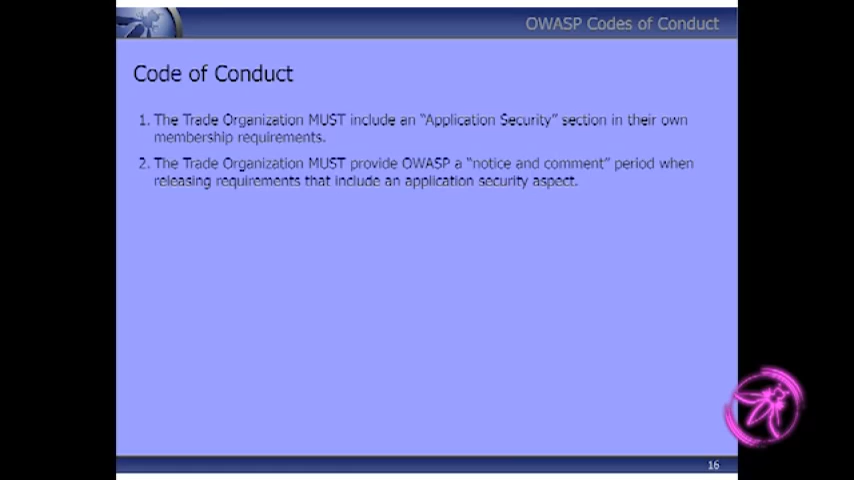 OWASP Codes of Conduct
Code of Conduct
1. The Trade Organization MUST include an “Application Security” section in their own
membership requirements.
2. The Trade Organization MUST provide OWASP a “notice and comment” period when
releasing requirements that include an application security aspect.
16